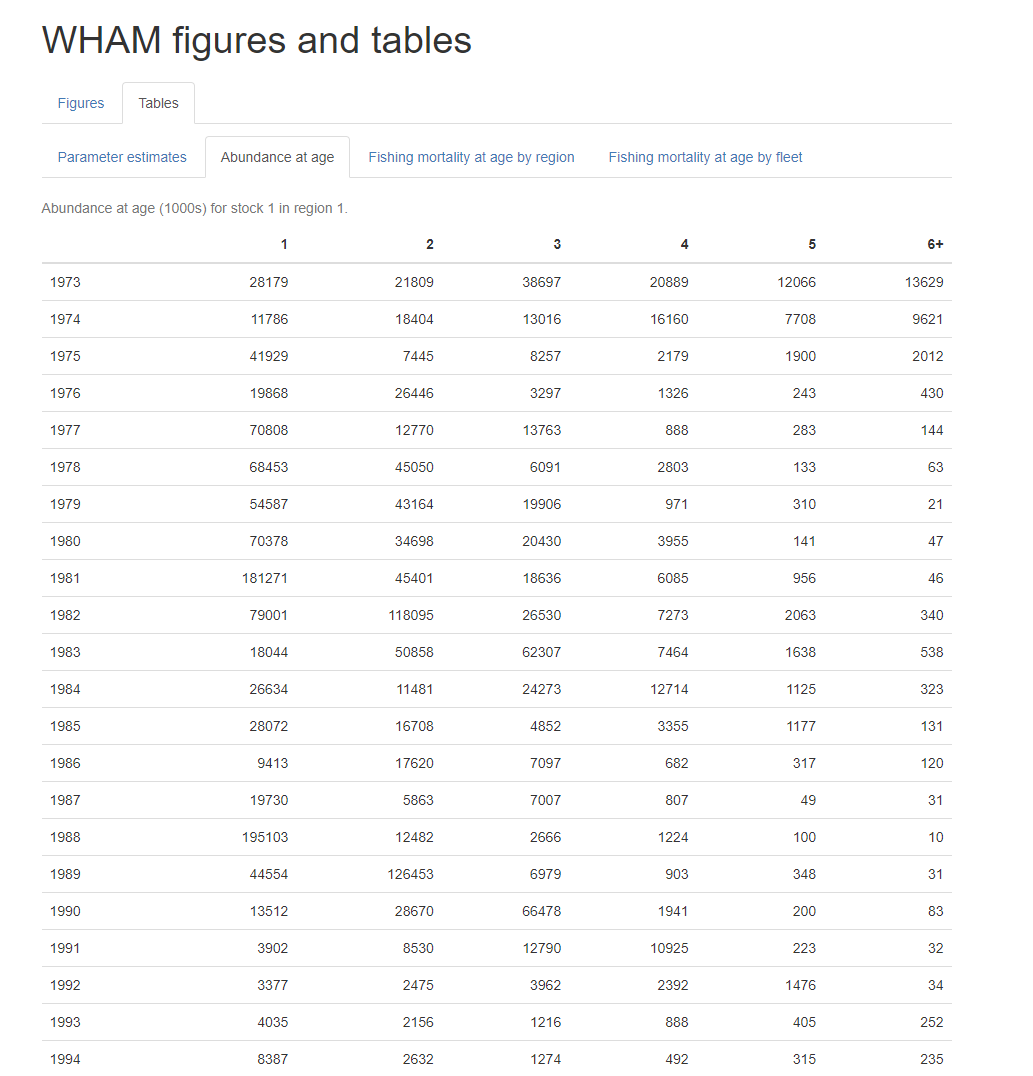 WHAM figures and tables
Figures Tables
Parameter estimates Abundance at age Fishing mortality at age by region Fishing mortality at age by fleet
Abundance at age (1000s) for stock 1 in region 1.
1 2 3 4 5 6+
1973 28179 21809 38697 20889 12066 13629
1974 11786 18404 13016 16160 7708 9621
1975 41929 7445 8257 2179 1900 2012
1976 19868 26446 3297 1326 243 430
1977 70808 12770 13763 888 283 144
1978 68453 45050 6091 2803 133 63
1979 54587 43164 19906 971 310 21
1980 70378 34698 20430 3955 141 47
1981 181271 45401 18636 6085 956 46
1982 79001 118095 26530 7273 2063 340
1983 18044 50858 62307 7464 1638 538
1984 26634 11481 24273 12714 1125 323
1985 28072 16708 4852 3355 1177 131
1986 9413 17620 7097 682 317 120
1987 19730 5863 7007 807 49 31
1988 195103 12482 2666 1224 100 10
1989 44554 126453 6979 903 348 31
1990 13512 28670 66478 1941 200 83
1991 3902 8530 12790 10925 223 32
1992 3377 2475 3962 2392 1476 34
1993 4035 2156 1216 888 405 252
1994 8387 2632 1274 492 315 235